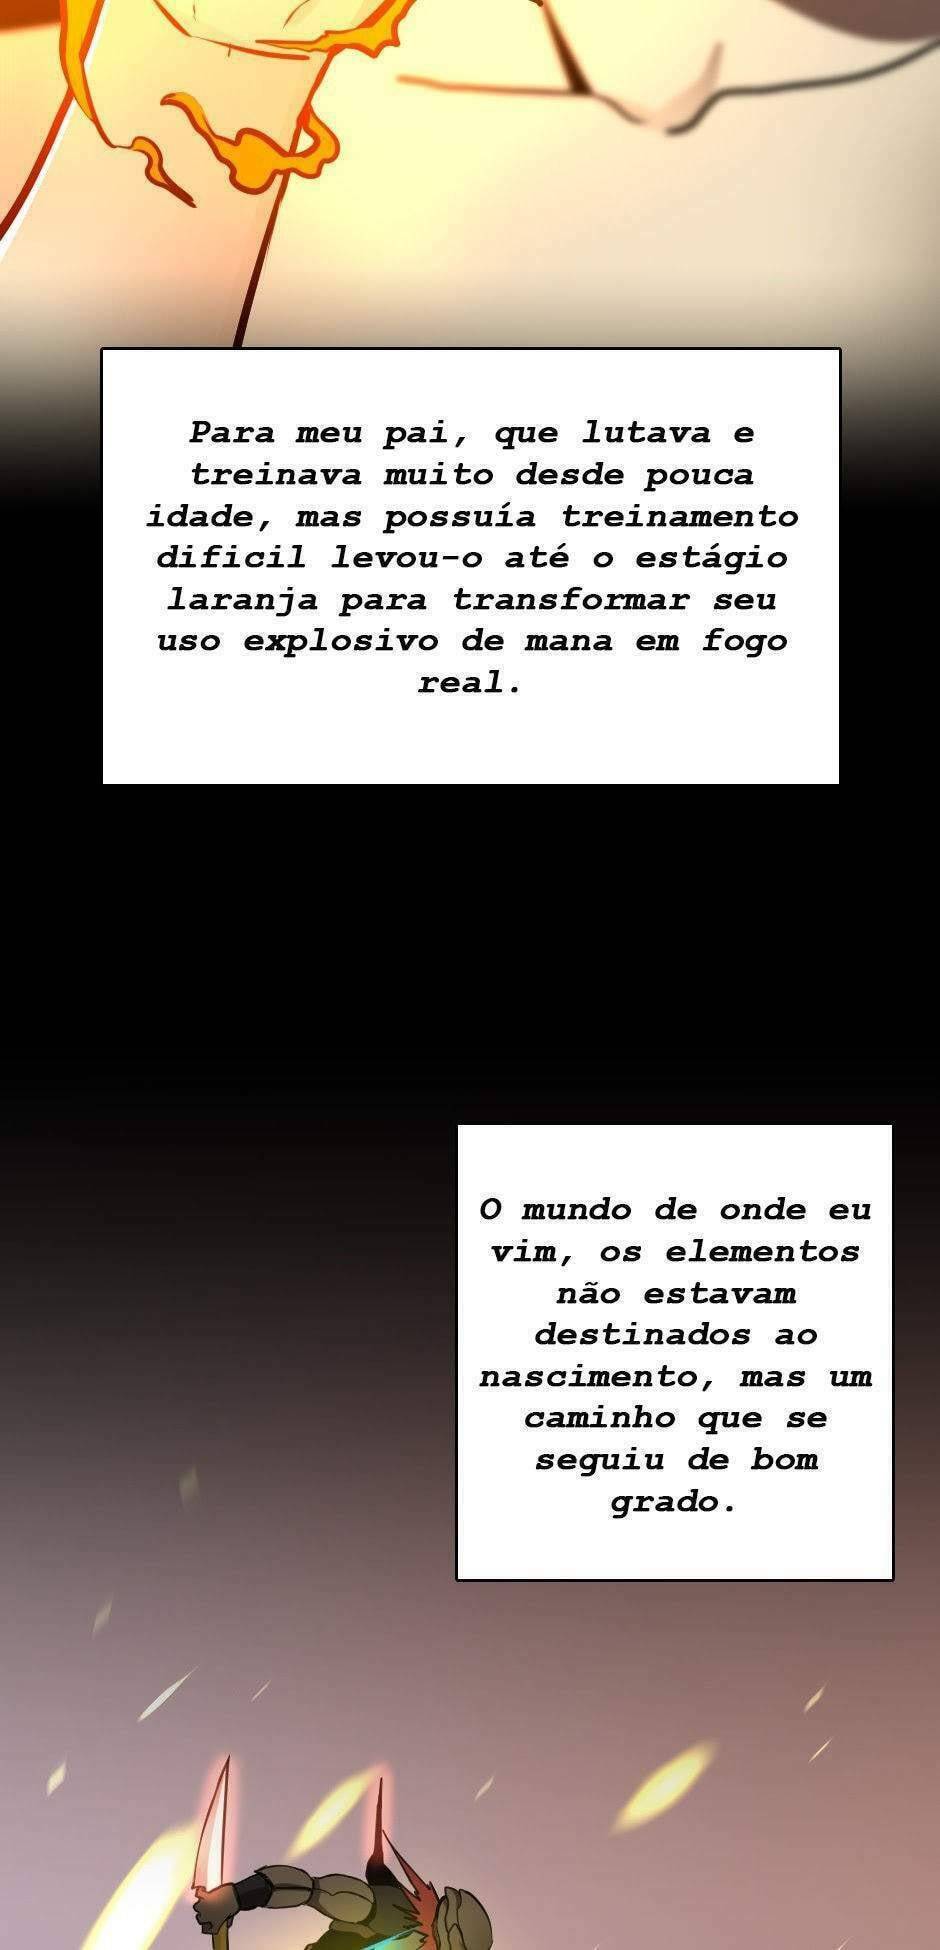 Para meu pai, que lutava e
treinava muito desde pouca
idade, mas possuía treinamento
dificil levou-o até o estágio
laranja para transformar seu
uso explosivo de mana em fogo
real.
O mundo de onde eu
vim, os elementos
não estavam
destinados ao
nascimento, mas um
caminho que se
seguiu de bom
grado.